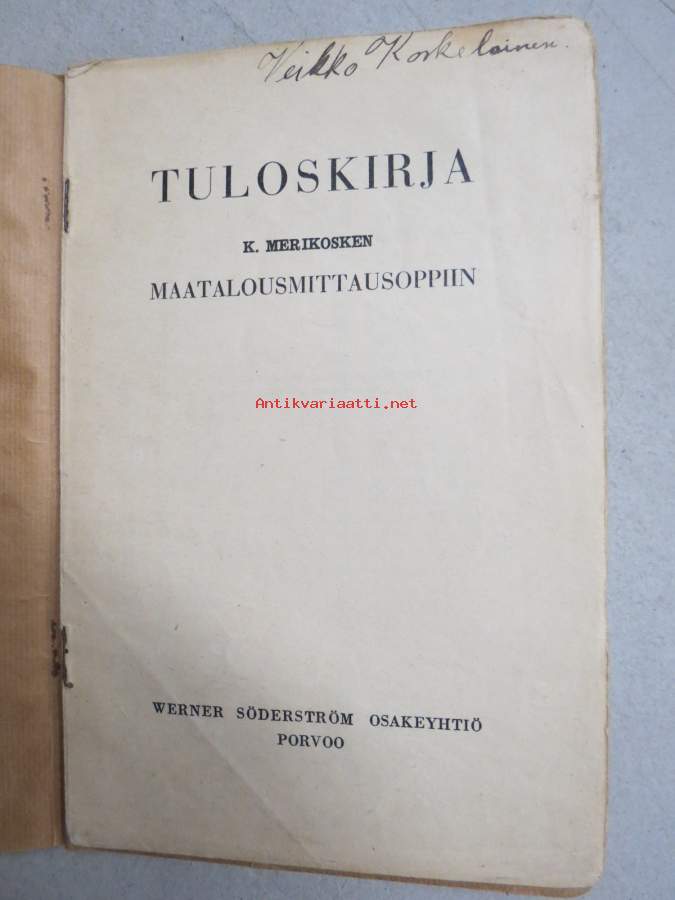 Veikko Korkelainen.
TULOSKIRJA
K. MERIKOSKEN
MAATALOUSMITTAUSOPPIIN
Antikvariaatti.net
WERNER SÖDERSTRÖM OSAKEYHTIÖ
PORVOO